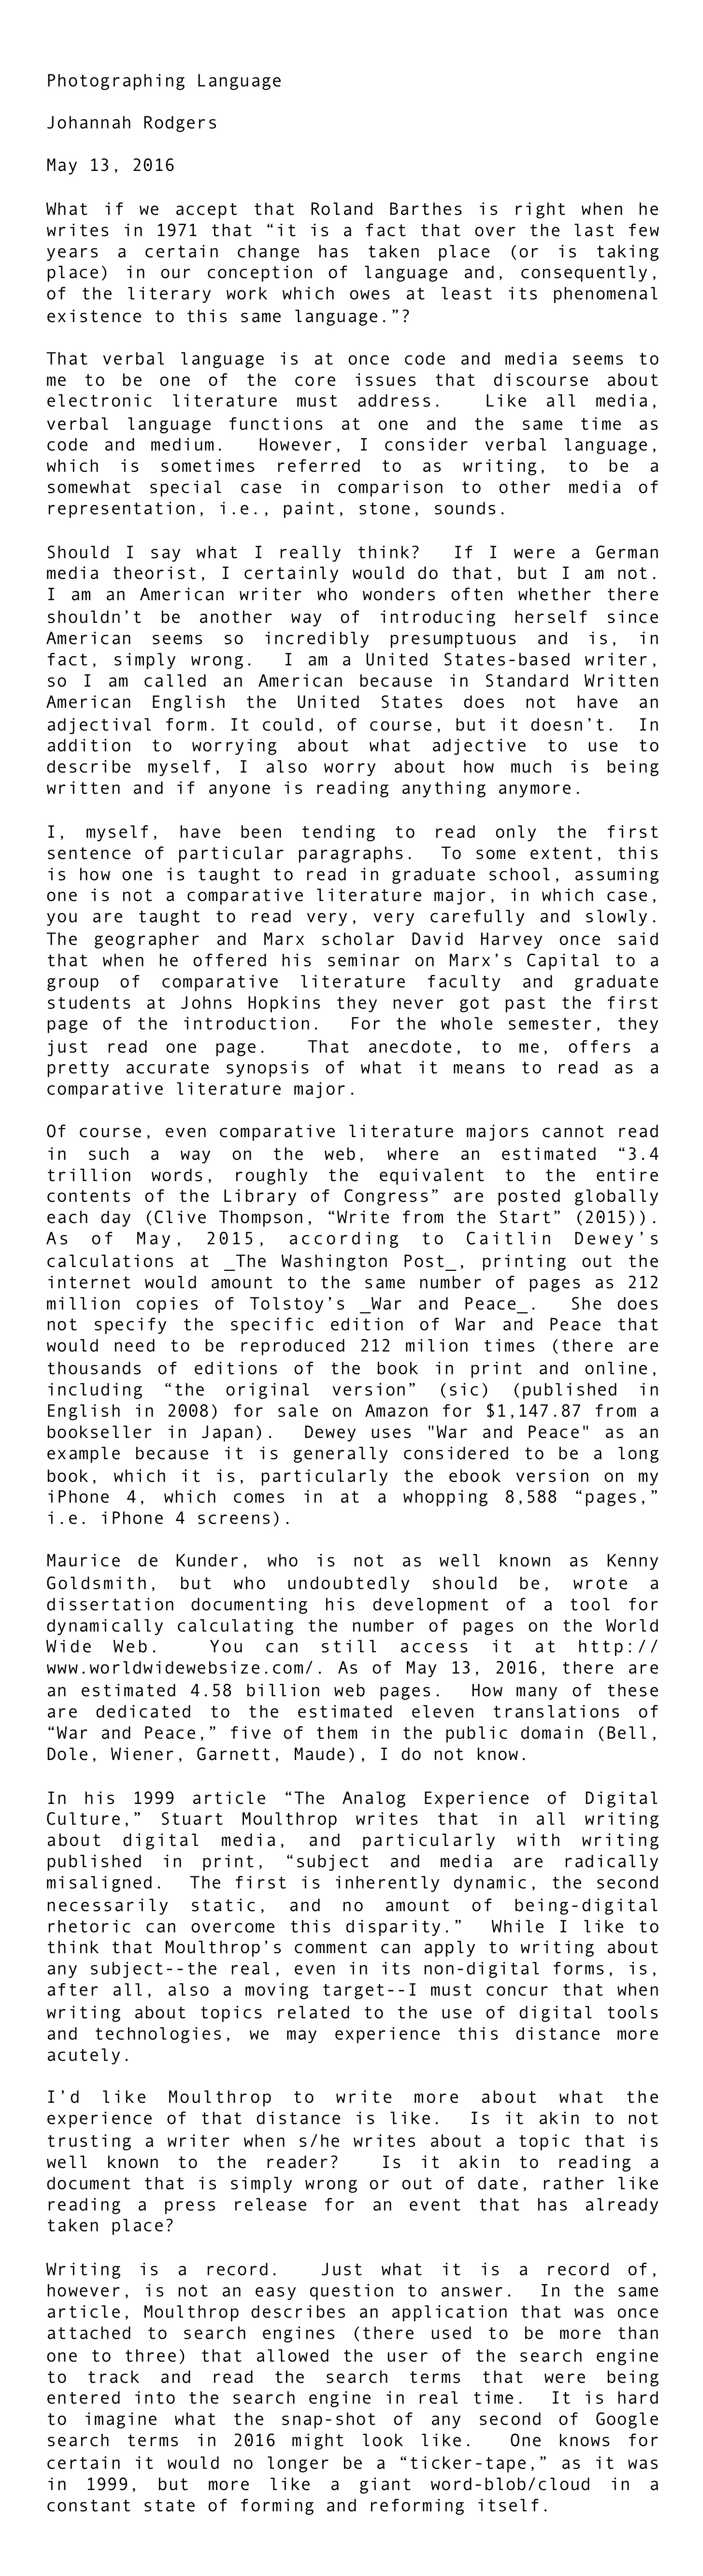 Photographing Language
Johannah Rodgers
May 13, 2016
What if we accept that Roland Barthes is right when he
writes in 1971 that “it is a fact that over the last few
years a certain change has taken place (or is taking
place) in our conception of language and, consequently,
of the literary work which owes at least its phenomenal
existence to this same language.”?
That verbal language is at once code and media seems to
me to be one of the core issues that discourse about
electronic literature must address.  Like all media,
verbal language functions at one and the same time as
code and medium.  However, I consider verbal language,
which is sometimes referred to as writing, to be a
somewhat special case in comparison to other media of
representation, i.e., paint, stone, sounds.
Should I say what I really think?  If I were a German
media theorist, I certainly would do that, but I am not.
I am an American writer who wonders often whether there
shouldn’t be another way of introducing herself since
American seems so incredibly presumptuous and is, in
fact, simply wrong.  I am a United States-based writer,
so I am called an American because in Standard Written
American English the United States does not have an
adjectival form. It could, of course, but it doesn’t.  In
addition to worrying about what adjective to use to
describe myself, I also worry about how much is being
written and if anyone is reading anything anymore.
I, myself, have been tending to read only the first
sentence of particular paragraphs.  To some extent, this
is how one is taught to read in graduate school, assuming
one is not a comparative literature major, in which case,
you are taught to read very, very carefully and slowly.
The geographer and Marx scholar David Harvey once said
that when he offered his seminar on Marx’s Capital to a
group of comparative literature faculty and graduate
students at Johns Hopkins they never got past the first
page of the introduction.  For the whole semester, they
just read one page.  That anecdote, to me, offers a
pretty accurate synopsis of what it means to read as a
comparative literature major.
Of course, even comparative literature majors cannot read
in such a way on the web, where an estimated “3.4
trillion words, roughly the equivalent to the entire
contents of the Library of Congress” are posted globally
each day (Clive Thompson, “Write from the Start” (2015)).
As of May, 2015, according to Caitlin Dewey’s
calculations at _The Washington Post_, printing out the
internet would amount to the same number of pages as 212
million copies of Tolstoy’s _War and Peace_.  She does
not specify the specific edition of War and Peace that
would need to be reproduced 212 milion times (there are
thousands of editions of the book in print and online,
including “the original version” (sic) (published in
English in 2008) for sale on Amazon for $1,147.87 from a
bookseller in Japan).  Dewey uses "War and Peace" as an
example because it is generally considered to be a long
book, which it is, particularly the ebook version on my
iPhone 4, which comes in at a whopping 8,588 “pages,”
i.e. iPhone 4 screens).
Maurice de Kunder, who is not as well known as Kenny
Goldsmith, but who undoubtedly should be, wrote a
dissertation documenting his development of a tool for
dynamically calculating the number of pages on the World
Wide Web.  You can still access it at http://
www.worldwidewebsize.com/. As of May 13, 2016, there are
an estimated 4.58 billion web pages.  How many of these
are dedicated to the estimated eleven translations of
“War and Peace,” five of them in the public domain (Bell,
Dole, Wiener, Garnett, Maude), I do not know.
In his 1999 article “The Analog Experience of Digital
Culture,” Stuart Moulthrop writes that in all writing
about digital media, and particularly with writing
published in print, “subject and media are radically
misaligned.  The first is inherently dynamic, the second
necessarily static, and no amount of being-digital
rhetoric can overcome this disparity.”  While I like to
think that Moulthrop’s comment can apply to writing about
any subject--the real, even in its non-digital forms, is,
after all, also a moving target--I must concur that when
writing about topics related to the use of digital tools
and technologies, we may experience this distance more
acutely.
I’d like Moulthrop to write more about what the
experience of that distance is like.  Is it akin to not
trusting a writer when s/he writes about a topic that is
well known to the reader?  Is it akin to reading a
document that is simply wrong or out of date, rather like
reading a press release for an event that has already
taken place?
Writing is a record.  Just what it is a record of,
however, is not an easy question to answer.  In the same
article, Moulthrop describes an application that was once
attached to search engines (there used to be more than
one to three) that allowed the user of the search engine
to track and read the search terms that were being
entered into the search engine in real time.  It is hard
to imagine what the snap-shot of any second of Google
search terms in 2016 might look like.  One knows for
certain it would no longer be a “ticker-tape,” as it was
in 1999, but more like a giant word-blob/cloud in a
constant state of forming and reforming itself.